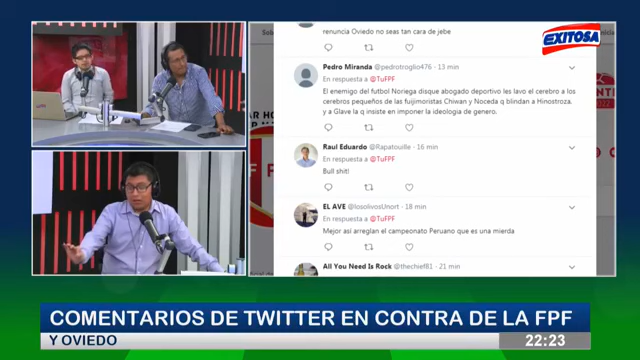 renuncia Oviedo no seas tan cara de jebe
EXITOSA
Pedro Miranda @pedrotroglio476 · 13 min
En respuesta a @TuFPF
El enemigo del futbol Noriega disque abogado deportivo les lavo el cerebro a los
cerebros pequeños de las fuijimoristas Chiwan y Noceda q blindan a Hinostroza,
y a Glave la q insiste en imponer la ideologia de genero.
Raul Eduardo @Rapatouille · 16 min
En respuesta a @TuFPF
Bull shit!
EL AVE @losolivosUnort · 18 min
En respuesta a @TuFPF
Mejor así arreglan el campeonato Peruano que es una mierda
All You Need Is Rock @thechief81 · 21 min
COMENTARIOS DE TWITTER EN CONTRA DE LA FPF
Y OVIEDO
22:23